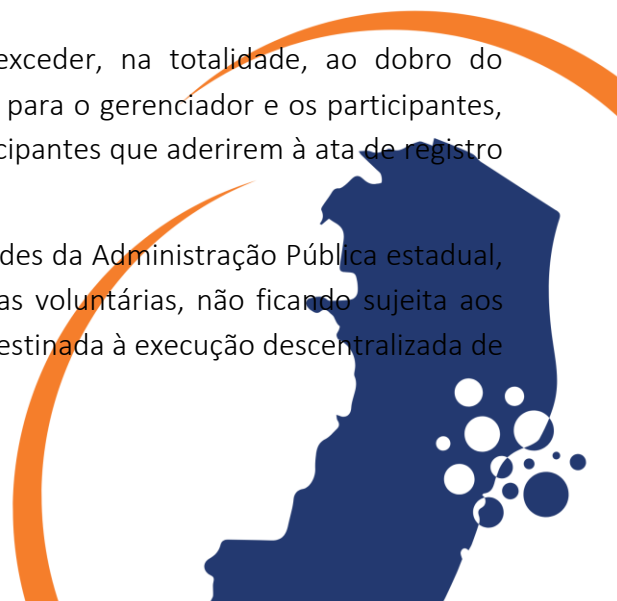 exceder, na totalidade, ao dobro do
para o gerenciador e os participantes,
cipantes que aderirem à ata de registro
des da Administração Pública estadual,
as voluntárias, não ficando sujeita aos
estinada à execução descentralizada de